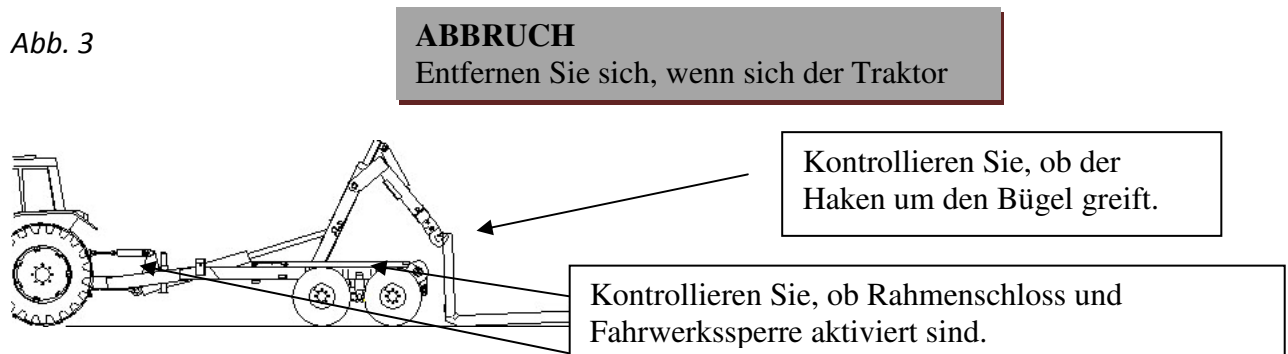 Abb. 3
ABBRUCH
Entfernen Sie sich, wenn sich der Traktor
Kontrollieren Sie, ob der
Haken um den Bügel greift.
Kontrollieren Sie, ob Rahmenschloss und
Fahrwerkssperre aktiviert sind.